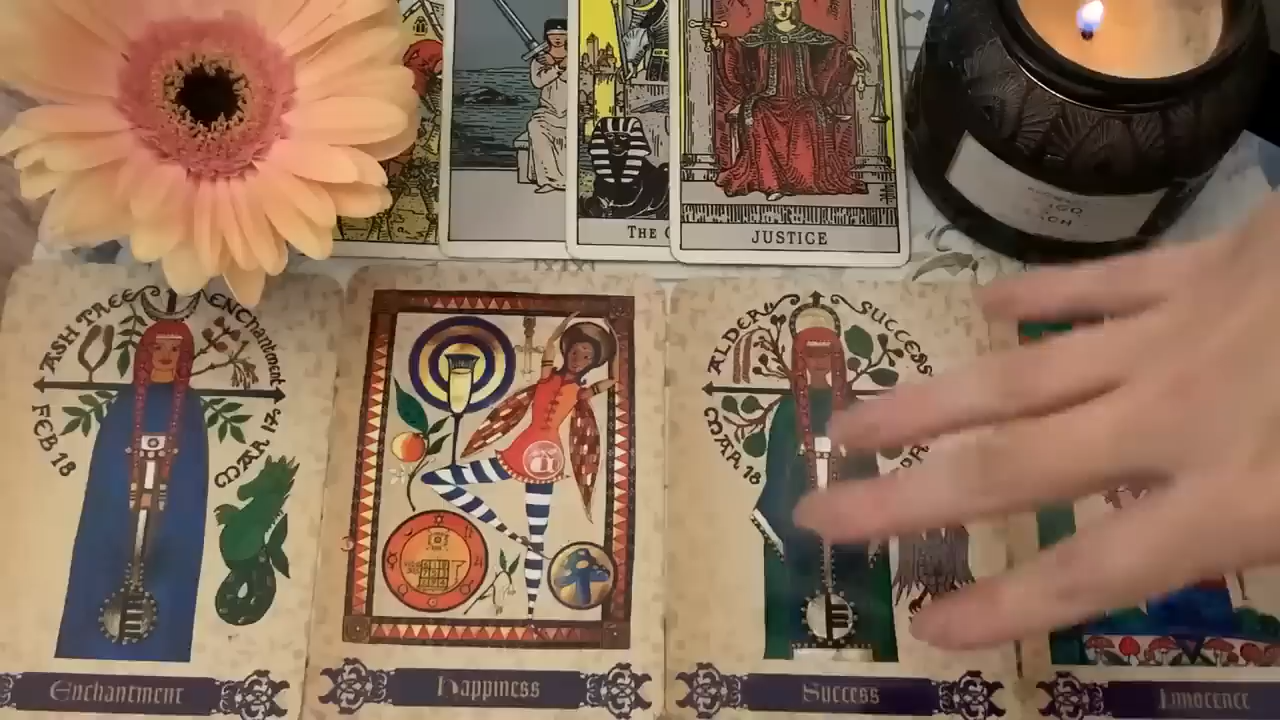 THE
JUSTICE
ASH TREE ENCHANTMENT
FEB 18
MAR 17
ALDER SUCCESS
MAR 18
Enchantment
Happiness
Success
Innocence